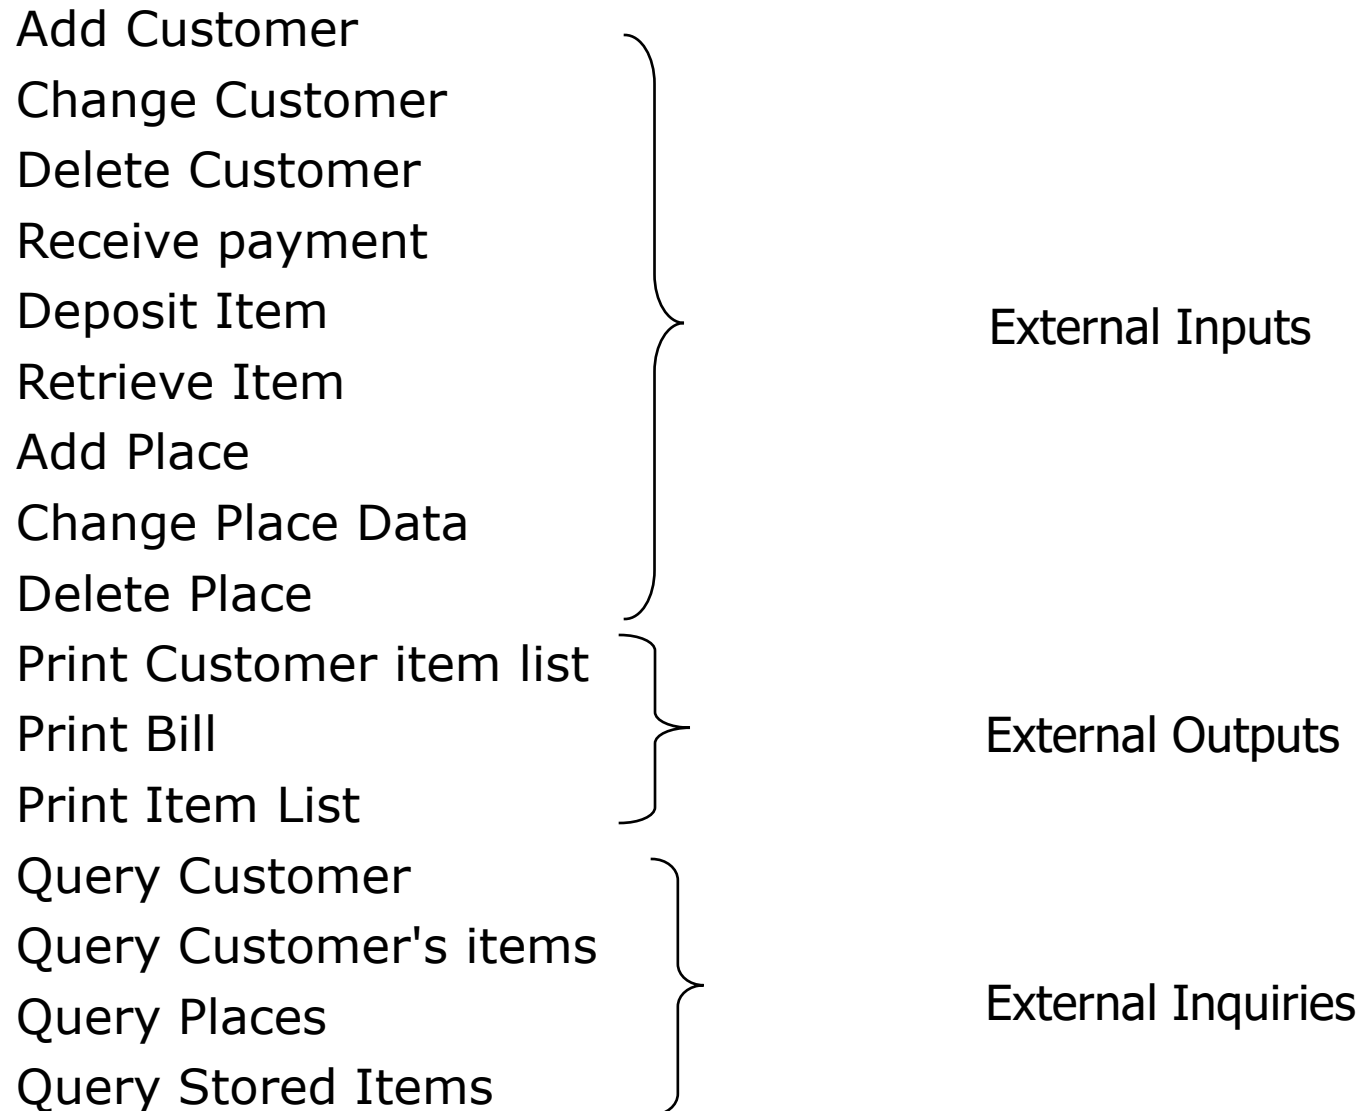 Add Customer
Change Customer
Delete Customer
Receive payment
Deposit Item
Retrieve Item
Add Place
Change Place Data
Delete Place
External Inputs
Print Customer item list
Print Bill
Print Item List
External Outputs
Query Customer
Query Customer's items
Query Places
Query Stored Items
External Inquiries